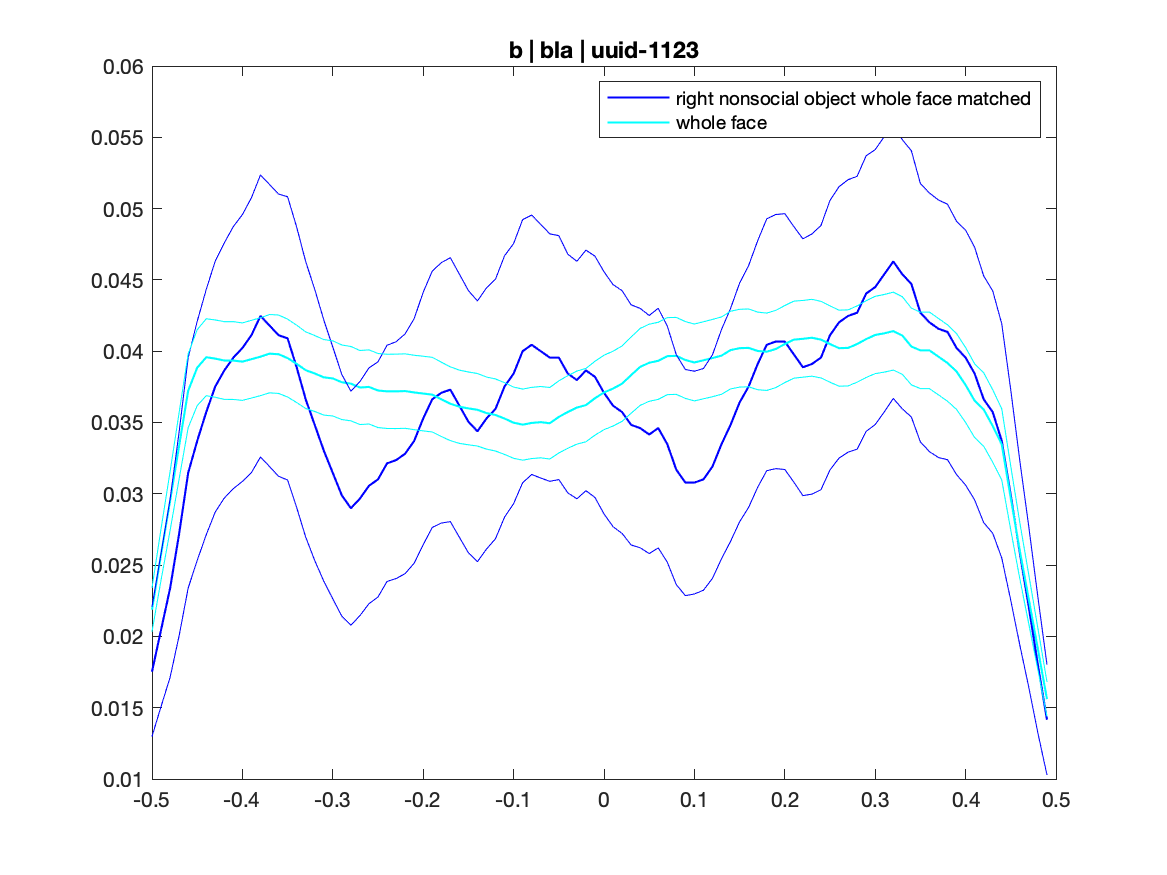 b | bla | uuid-1123
right nonsocial object whole face matched
whole face
0.06
0.055
0.05
0.045
0.04
0.035
0.03
0.025
0.02
0.015
0.01
-0.5 -0.4 -0.3 -0.2 -0.1 0 0.1 0.2 0.3 0.4 0.5